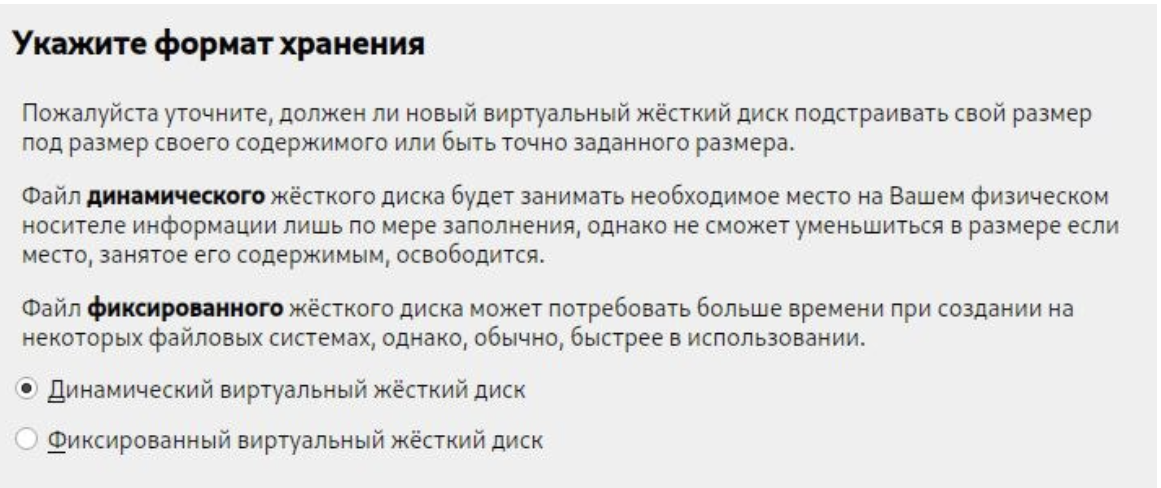 Укажите формат хранения
Пожалуйста уточните, должен ли новый виртуальный жёсткий диск подстраивать свой размер
под размер своего содержимого или быть точно заданного размера.
Файл динамического жёсткого диска будет занимать необходимое место на Вашем физическом
носителе информации лишь по мере заполнения, однако не сможет уменьшиться в размере если
место, занятое его содержимым, освободится.
Файл фиксированного жёсткого диска может потребовать больше времени при создании на
некоторых файловых системах, однако, обычно, быстрее в использовании.
Динамический виртуальный жёсткий диск
Фиксированный виртуальный жёсткий диск